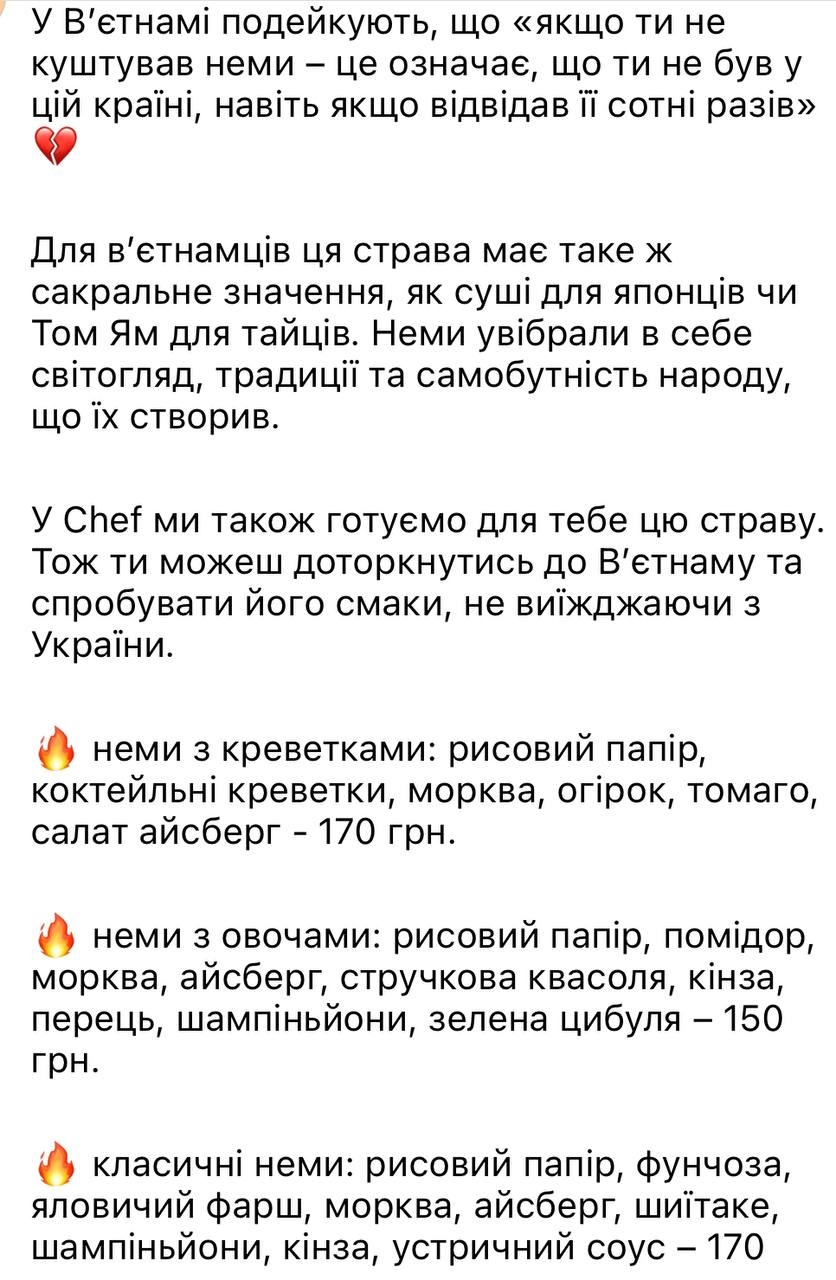 У В’єтнамі подейкують, що «якщо ти не
куштував неми – це означає, що ти не був у
цій країні, навіть якщо відвідав її сотні разів»
💔
Для в’єтнамців ця страва має таке ж
сакральне значення, як суші для японців чи
Том Ям для тайців. Неми увібрали в себе
світогляд, традиції та самобутність народу,
що їх створив.
У Chef ми також готуємо для тебе цю страву.
Тож ти можеш доторкнутись до В’єтнаму та
спробувати його смаки, не виїжджаючи з
України.
🔥 неми з креветками: рисовий папір,
коктейльні креветки, морква, огірок, томаго,
салат айсберг - 170 грн.
🔥 неми з овочами: рисовий папір, помідор,
морква, айсберг, стручкова квасоля, кінза,
перець, шампіньйони, зелена цибуля – 150
грн.
🔥 класичні неми: рисовий папір, фунчоза,
яловичий фарш, морква, айсберг, шиїтаке,
шампіньйони, кінза, устричний соус – 170